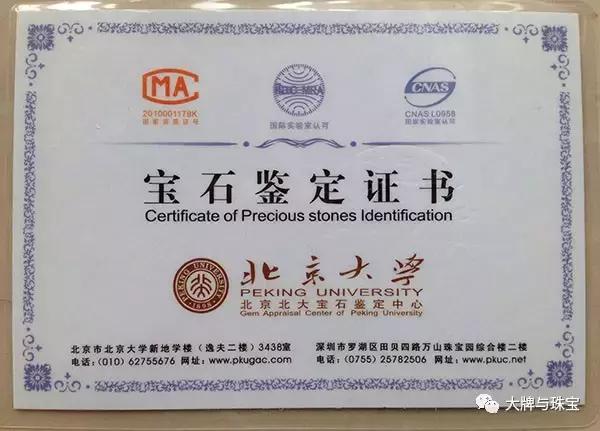 CMA
2010001178K
国家资质证书
ilac-MRA
国际实验室认可
CNAS
CNAS L0958
国家实验室认可
宝石鉴定证书
Certificate of Precious stones Identification
PEKING UNIVERSITY
1898
北京大学
PEKING UNIVERSITY
北京北大宝石鉴定中心
Gem Appraisal Center of Peking University
北京市北京大学新地学楼（逸夫二楼）3438室
电话：(010) 62755676 网址：www.pkugac.com
深圳市罗湖区田贝四路万山珠宝园综合楼二楼
电话：(0755) 25782506 网址：www.pkuc.net
大牌与珠宝